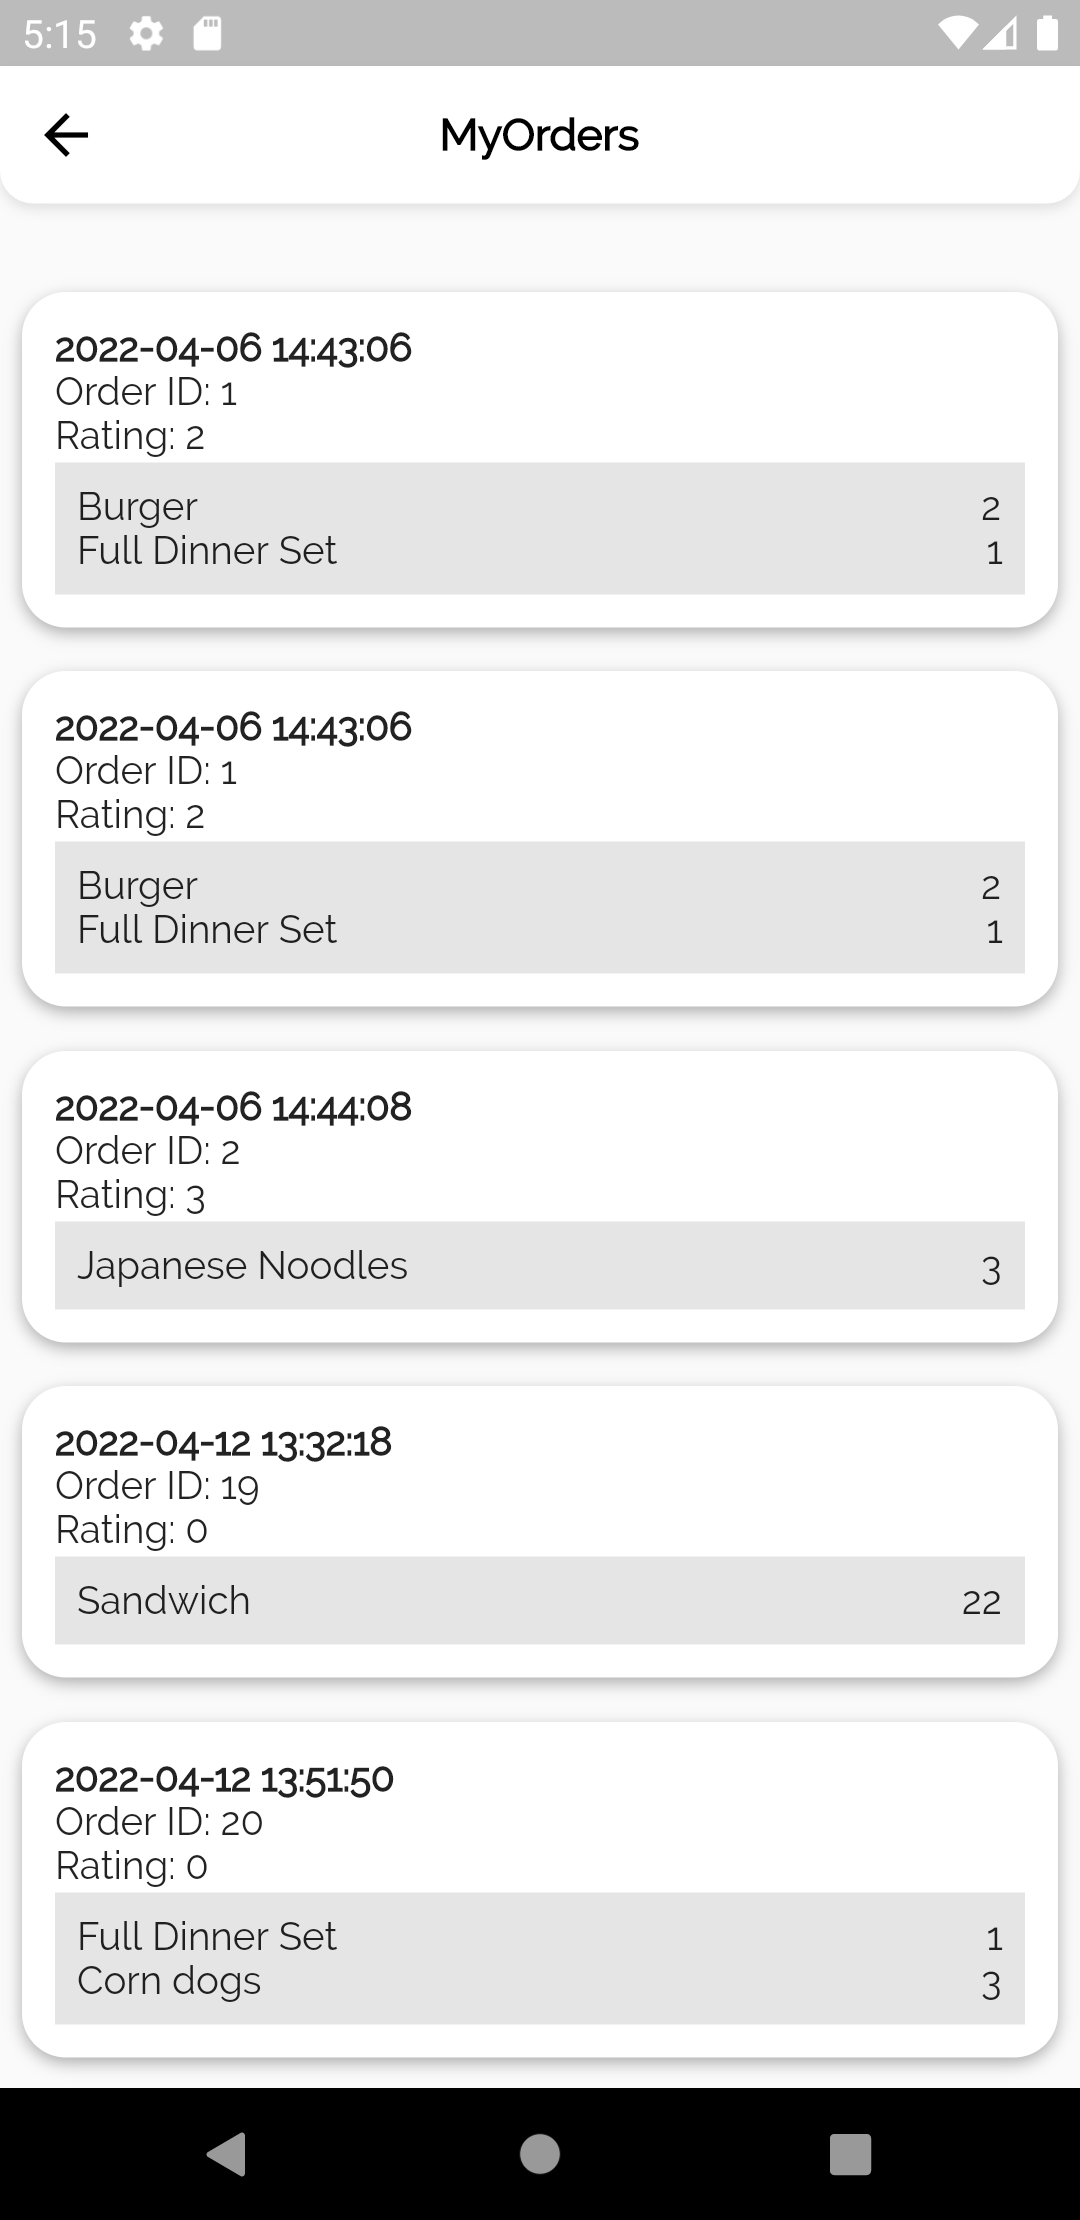 5:15
MyOrders
2022-04-06 14:43:06
Order ID: 1
Rating: 2
Burger 2
Full Dinner Set 1
2022-04-06 14:43:06
Order ID: 1
Rating: 2
Burger 2
Full Dinner Set 1
2022-04-06 14:44:08
Order ID: 2
Rating: 3
Japanese Noodles 3
2022-04-12 13:32:18
Order ID: 19
Rating: 0
Sandwich 22
2022-04-12 13:51:50
Order ID: 20
Rating: 0
Full Dinner Set 1
Corn dogs 3